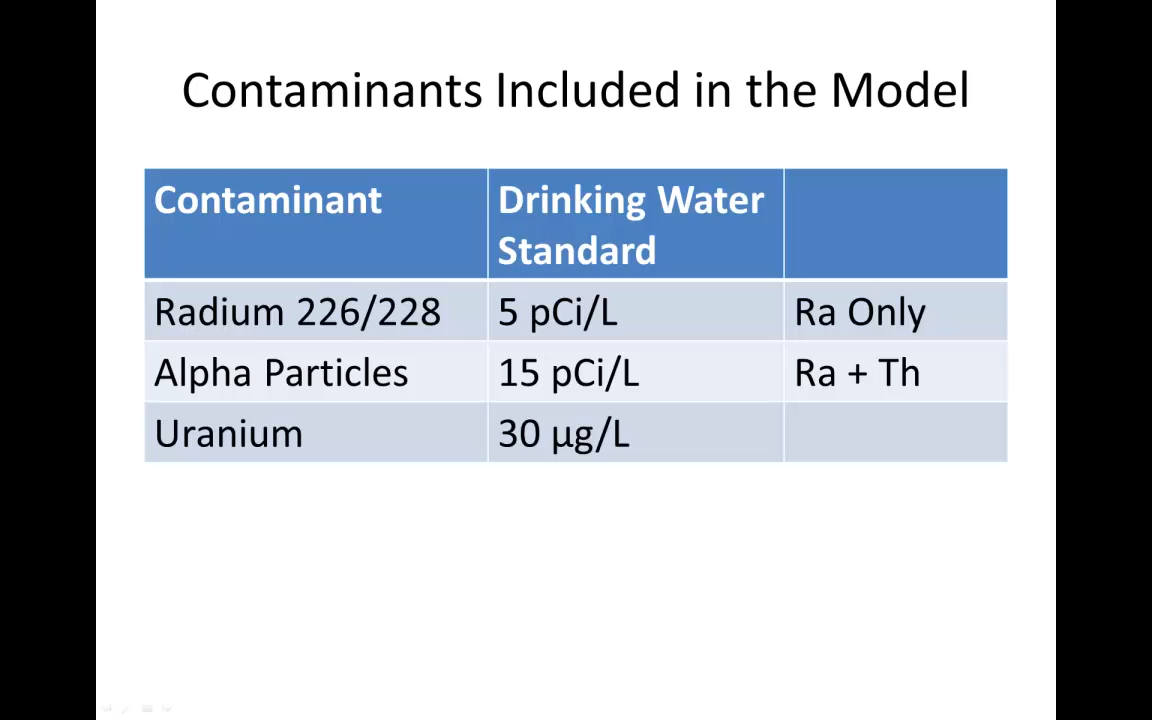 Contaminants Included in the Model
Contaminant Drinking Water
Standard
Radium 226/228 5 pCi/L Ra Only
Alpha Particles 15 pCi/L Ra + Th
Uranium 30 µg/L